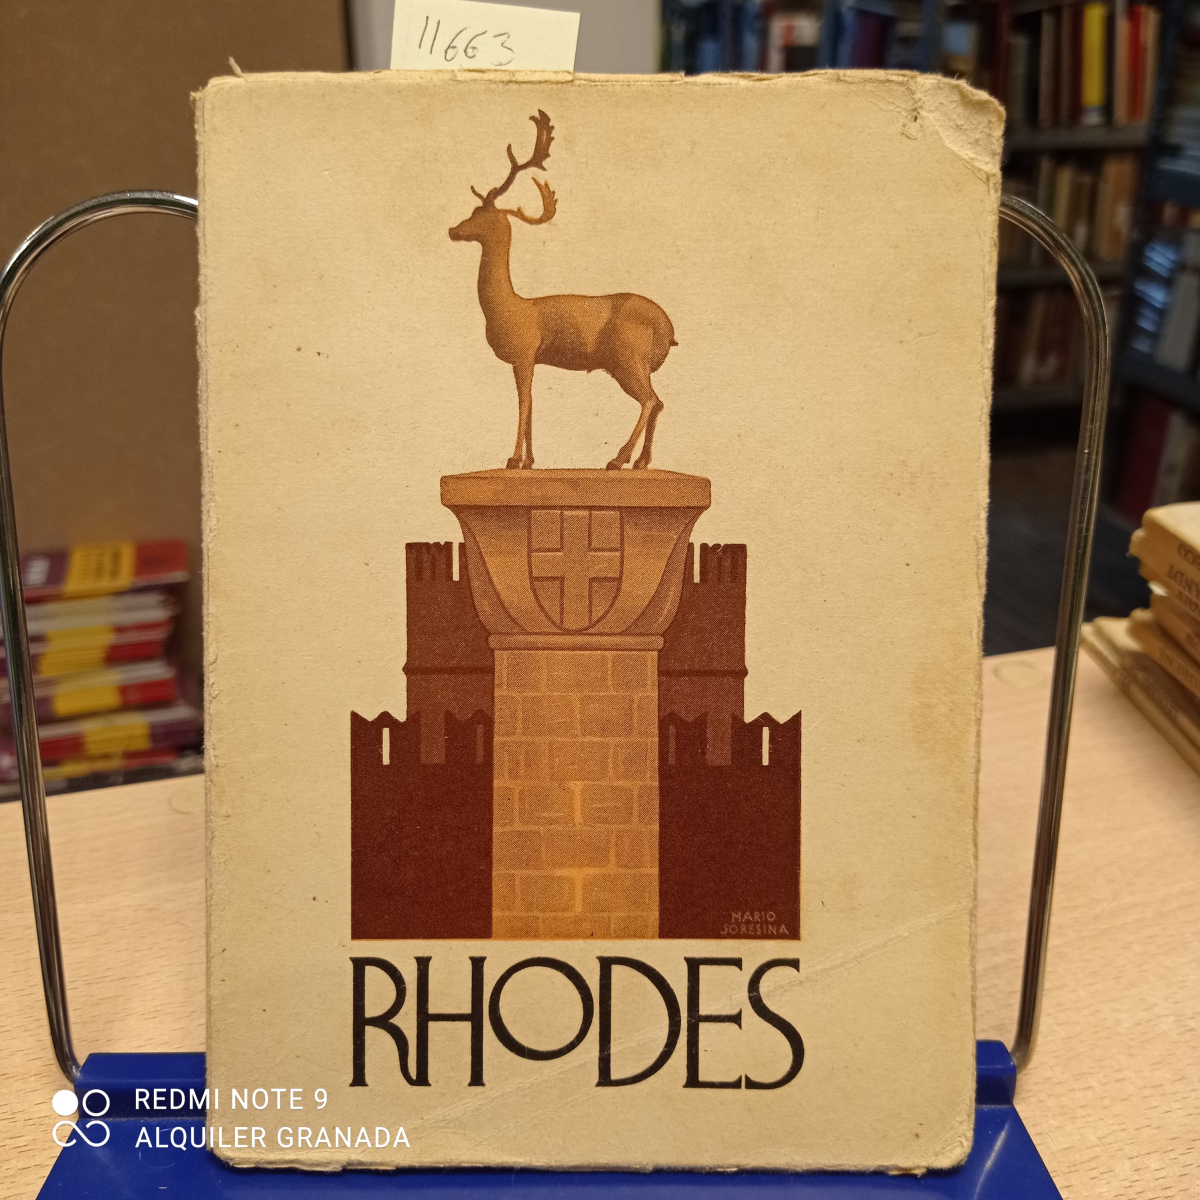 11663
MARIO
SORESINA
RHODES
REDMI NOTE 9
ALQUILER GRANADA